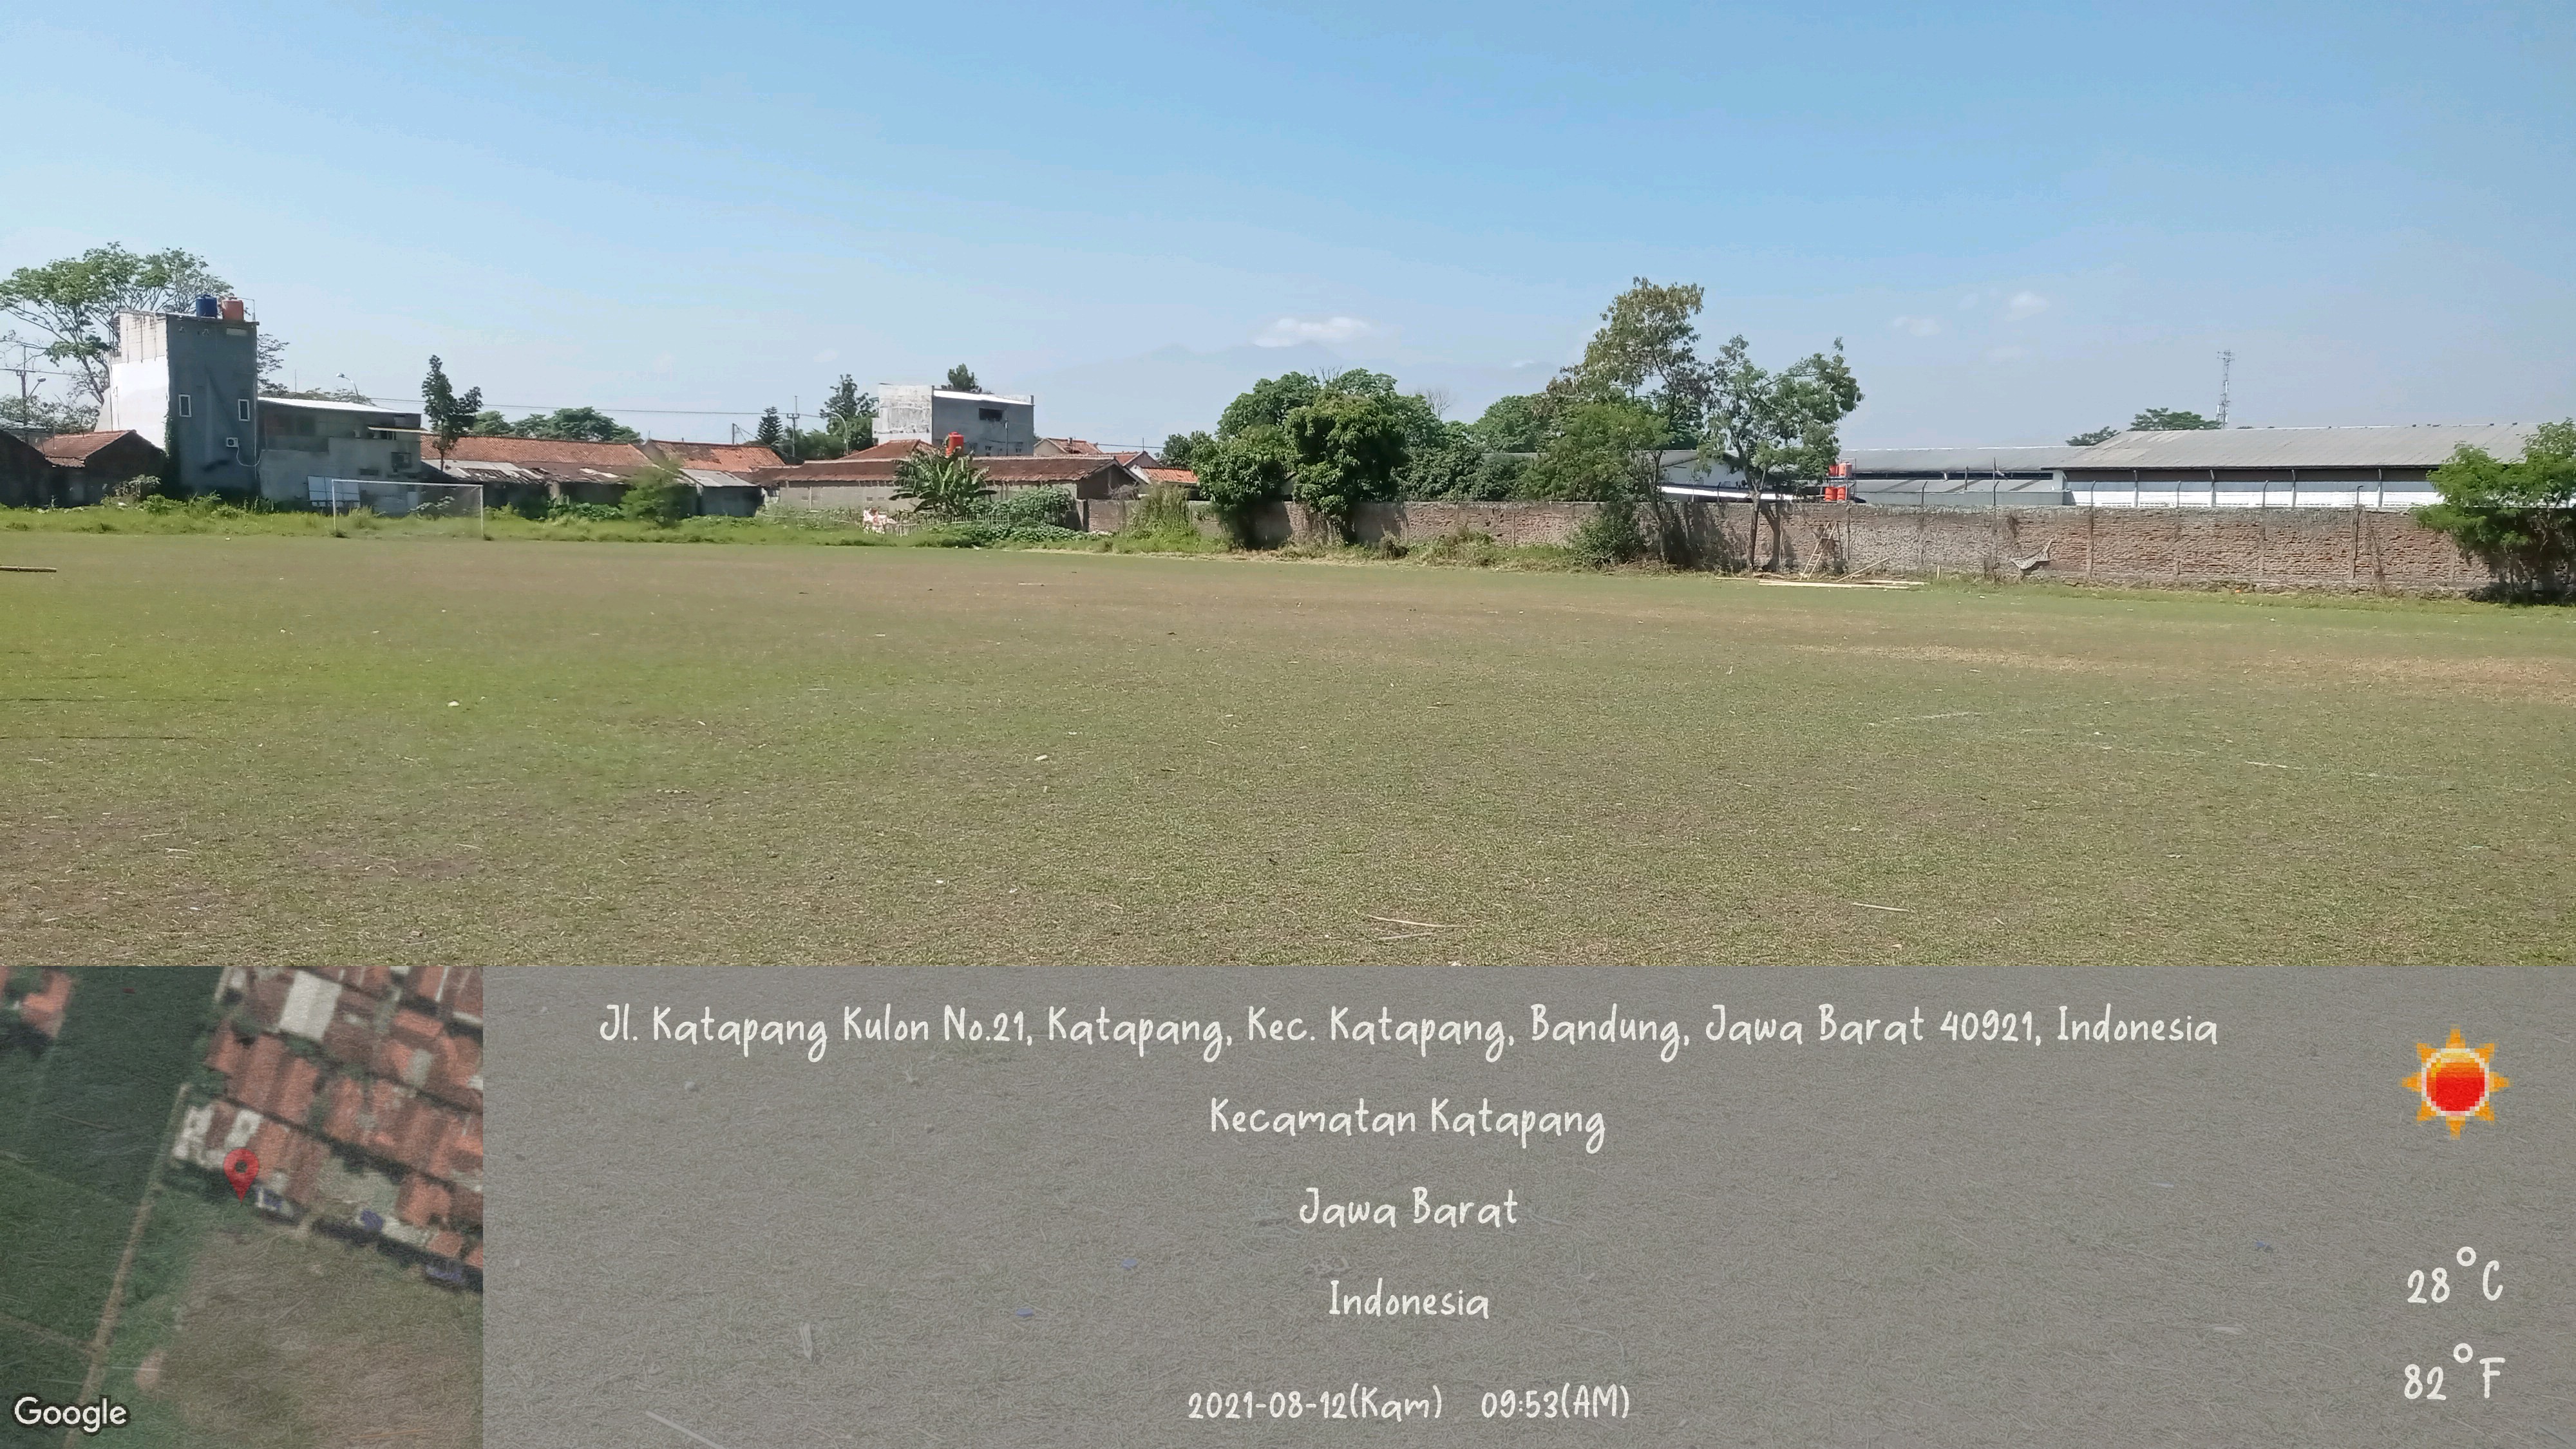 Jl. Katapang Kulon No.21, Katapang, Kec. Katapang, Bandung, Jawa Barat 40921, Indonesia
Kecamatan Katapang
Jawa Barat
Indonesia
2021-08-12(Kam) 09:53(AM)
28°C
82°F
Google